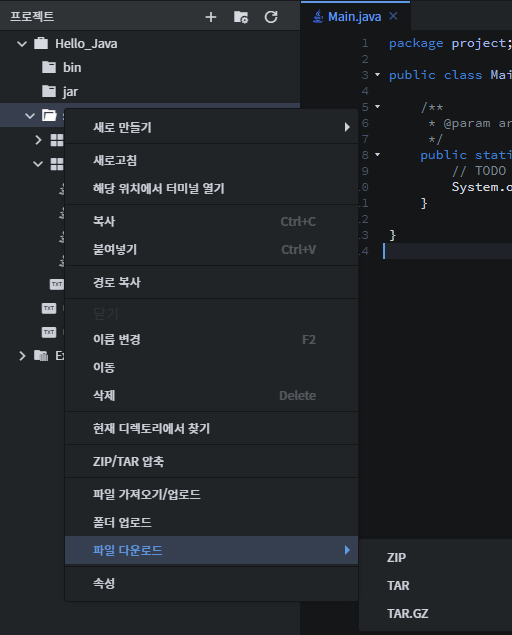 프로젝트
Main.java
Hello_Java
bin
jar
새로 만들기
새로고침
해당 위치에서 터미널 열기
복사 Ctrl+C
붙여넣기 Ctrl+V
경로 복사
닫기
이름 변경 F2
이동
삭제 Delete
현재 디렉토리에서 찾기
ZIP/TAR 압축
파일 가져오기/업로드
폴더 업로드
파일 다운로드
속성
ZIP
TAR
TAR.GZ
TXT
TXT
TXT
1 package project;
2
3 public class Mai
4
5 /**
6 * @param ar
7 */
8 public stati
9 // TODO
10 System.o
11 }
12
13 }
14